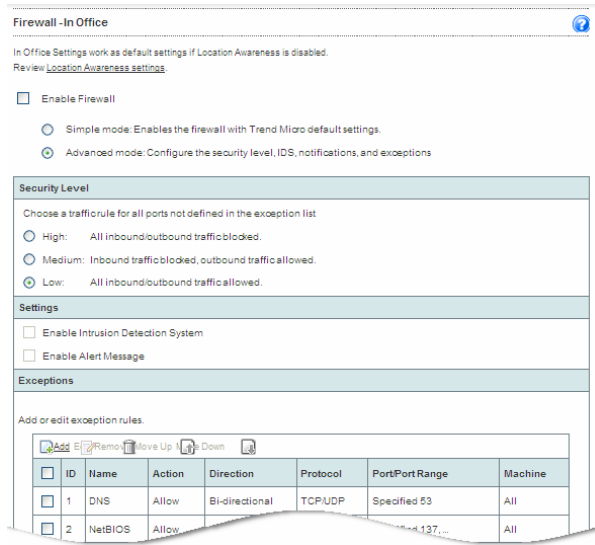 Firewall - In Office
?
In Office Settings work as default settings if Location Awareness is disabled.
Review Location Awareness settings.
Enable Firewall
Simple mode: Enables the firewall with Trend Micro default settings.
Advanced mode: Configure the security level, IDS, notifications, and exceptions
Security Level
Choose a traffic rule for all ports not defined in the exception list
High: All inbound/outbound traffic blocked.
Medium: Inbound traffic blocked, outbound traffic allowed.
Low: All inbound/outbound traffic allowed.
Settings
Enable Intrusion Detection System
Enable Alert Message
Exceptions
Add or edit exception rules.
Add Remov Move Up Down
ID Name Action Direction Protocol Port/Port Range Machine
1 DNS Allow Bi-directional TCP/UDP Specified 53 All
2 NetBIOS Allow 137, ... All